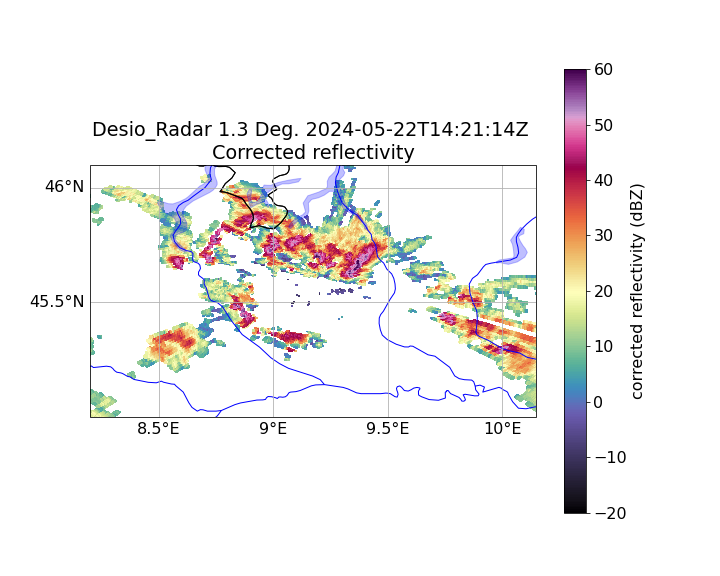 Desio_Radar 1.3 Deg. 2024-05-22T14:21:14Z
Corrected reflectivity
46°N
45.5°N
8.5°E
9°E
9.5°E
10°E
60
50
40
30
20
10
0
−10
−20
corrected reflectivity (dBZ)